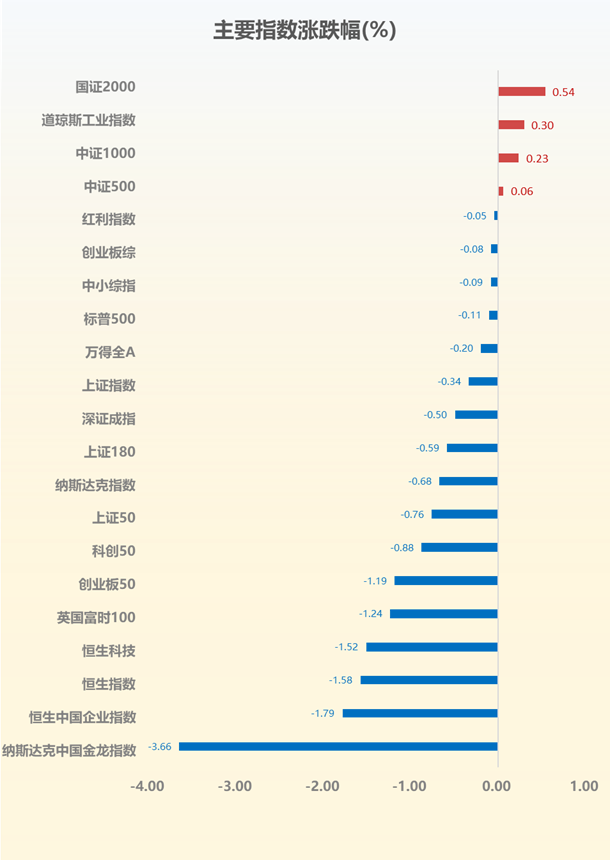 主要指数涨跌幅(%)
国证2000 0.54
道琼斯工业指数 0.30
中证1000 0.23
中证500 0.06
红利指数 -0.05
创业板综 -0.08
中小综指 -0.09
标普500 -0.11
万得全A -0.20
上证指数 -0.34
深证成指 -0.50
上证180 -0.59
纳斯达克指数 -0.68
上证50 -0.76
科创50 -0.88
创业板50 -1.19
英国富时100 -1.24
恒生科技 -1.52
恒生指数 -1.58
恒生中国企业指数 -1.79
纳斯达克中国金龙指数 -3.66
-4.00 -3.00 -2.00 -1.00 0.00 1.00